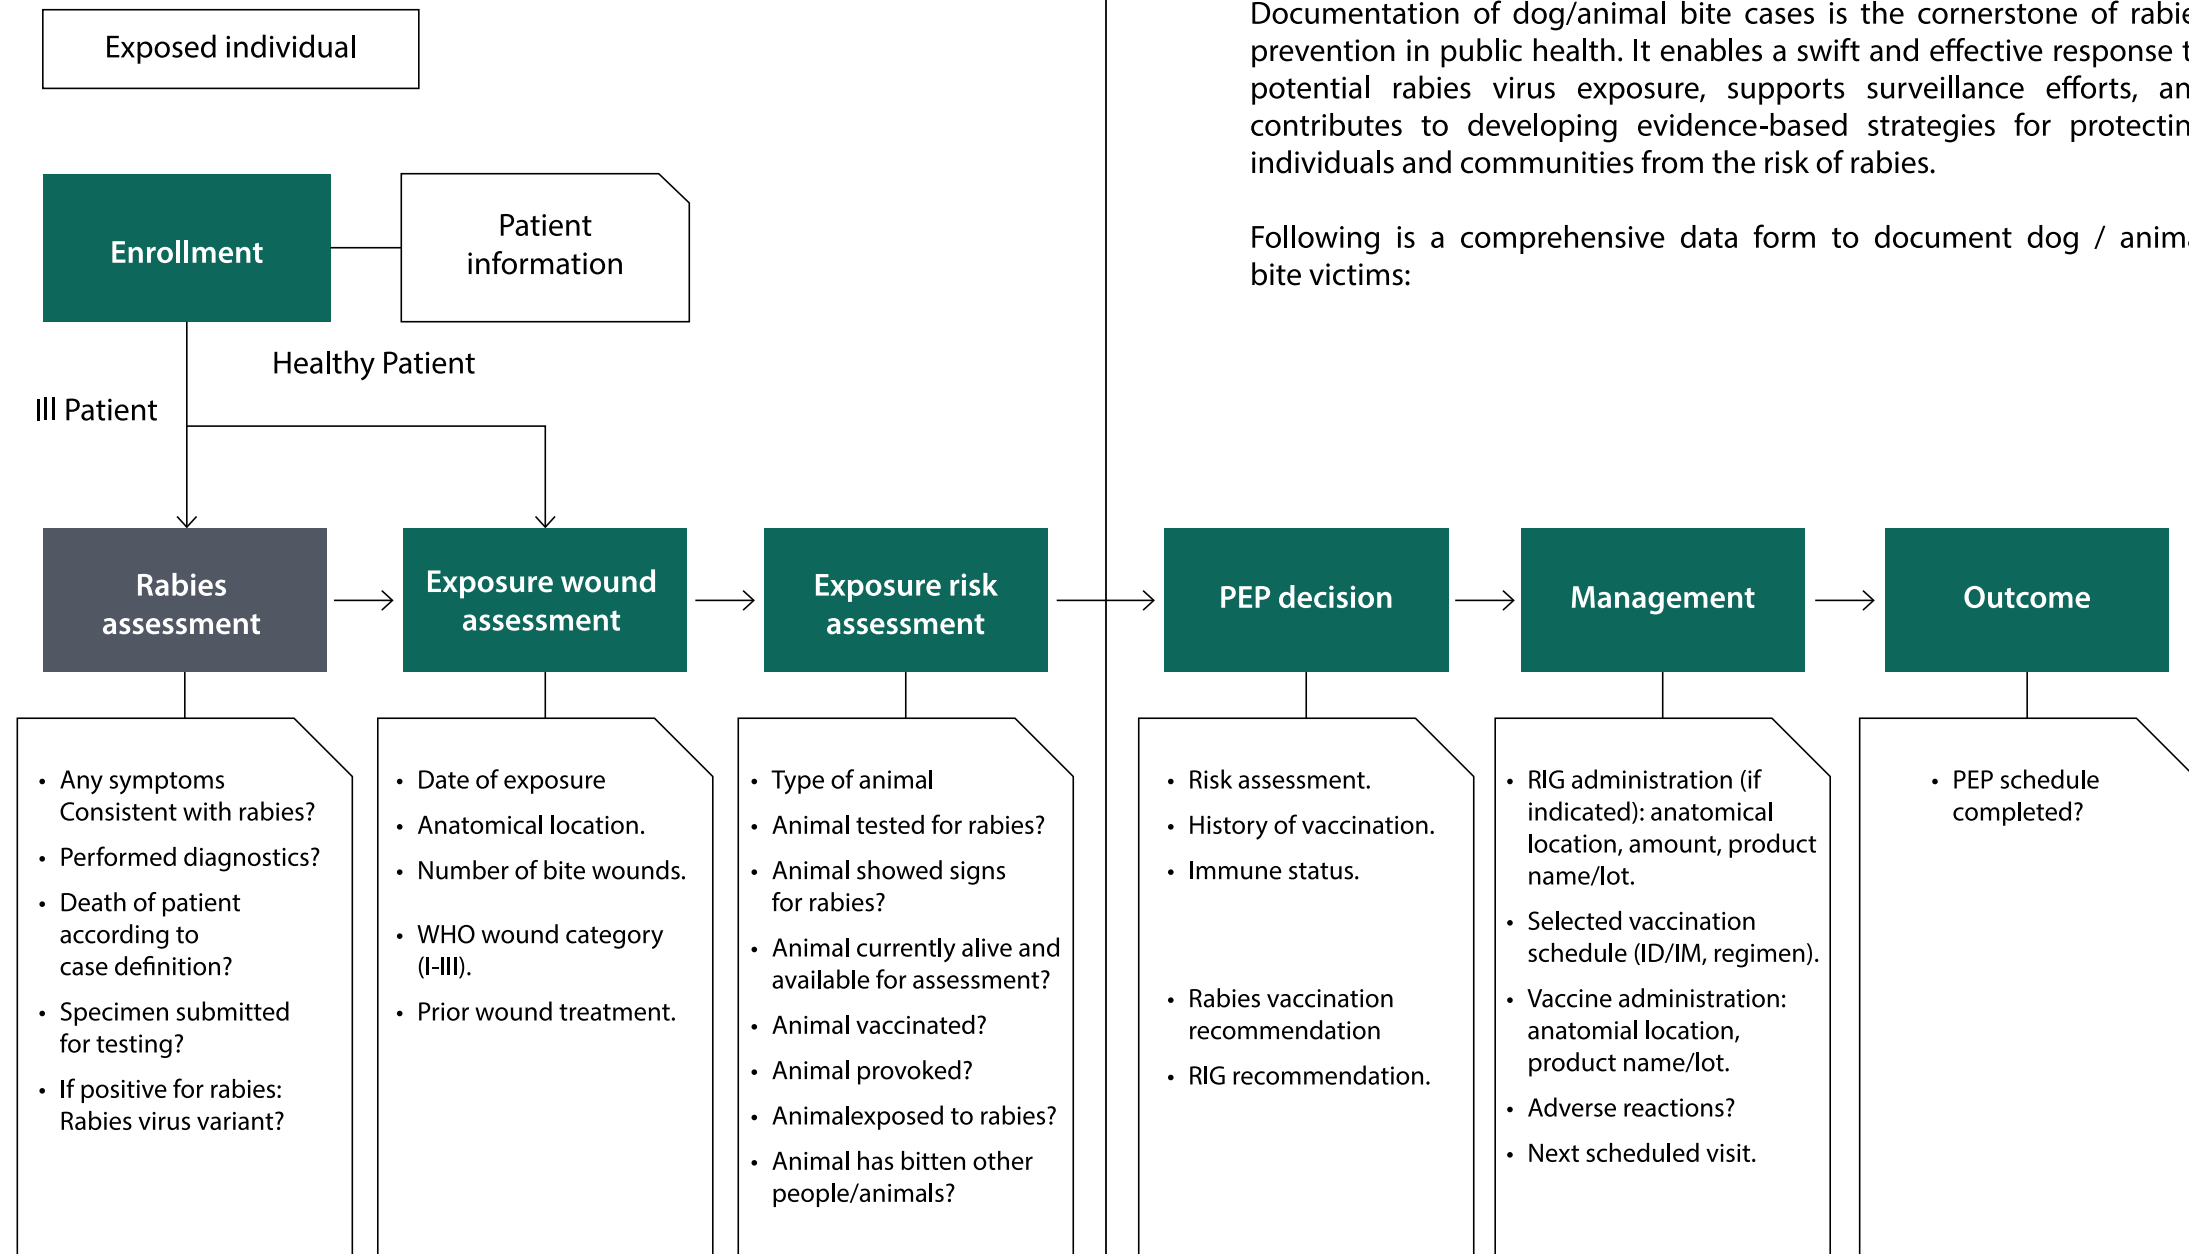 Exposed individual
Enrollment
Patient
information
Healthy Patient
Ill Patient
Documentation of dog/animal bite cases is the cornerstone of rabie
prevention in public health. It enables a swift and effective response t
potential rabies virus exposure, supports surveillance efforts, an
contributes to developing evidence-based strategies for protectin
individuals and communities from the risk of rabies.
Following is a comprehensive data form to document dog / anima
bite victims:
Rabies
assessment
• Any symptoms
Consistent with rabies?
• Performed diagnostics?
• Death of patient
according to
case definition?
• Specimen submitted
for testing?
• If positive for rabies:
Rabies virus variant?
Exposure wound
assessment
• Date of exposure
• Anatomical location.
• Number of bite wounds.
• WHO wound category
(I-III).
• Prior wound treatment.
Exposure risk
assessment
• Type of animal
• Animal tested for rabies?
• Animal showed signs
for rabies?
• Animal currently alive and
available for assessment?
• Animal vaccinated?
• Animal provoked?
• Animalexposed to rabies?
• Animal has bitten other
people/animals?
PEP decision
• Risk assessment.
• History of vaccination.
• Immune status.
• Rabies vaccination
recommendation
• RIG recommendation.
Management
• RIG administration (if
indicated): anatomical
location, amount, product
name/lot.
• Selected vaccination
schedule (ID/IM, regimen).
• Vaccine administration:
anatomial location,
product name/lot.
• Adverse reactions?
• Next scheduled visit.
Outcome
• PEP schedule
completed?